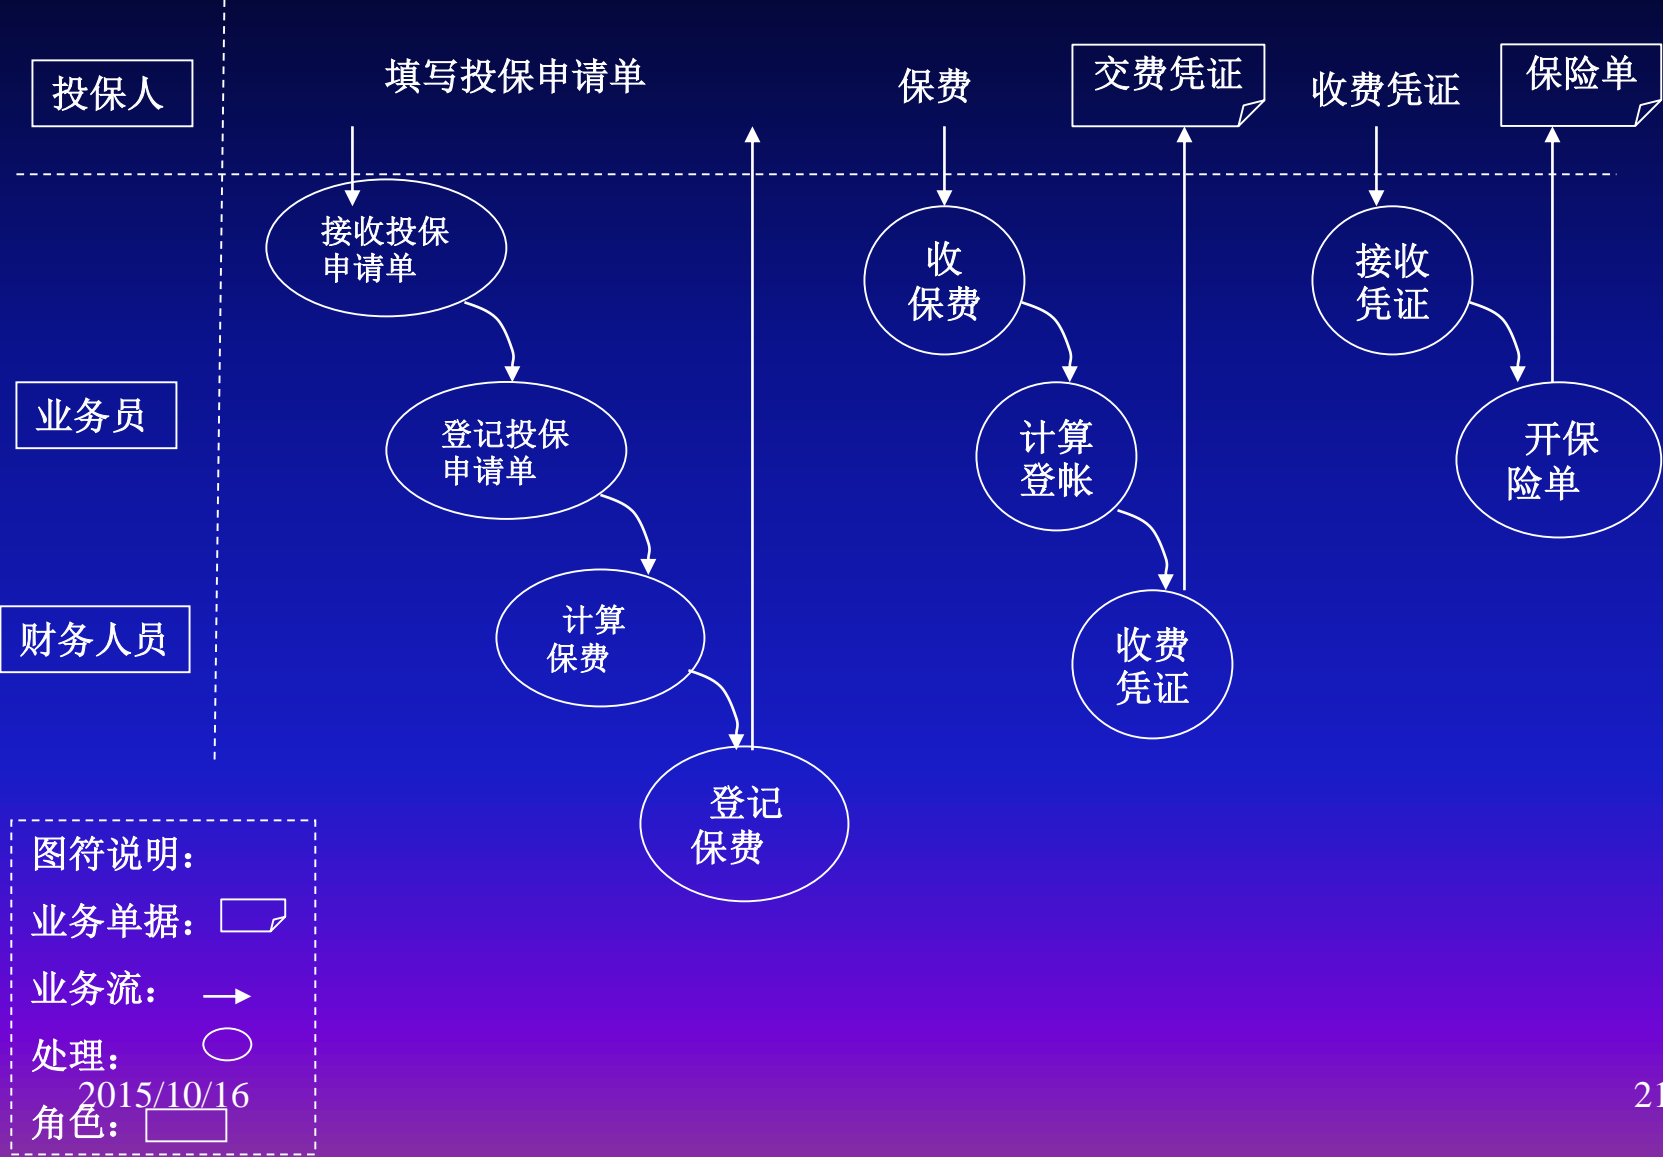 投保人
填写投保申请单
保费
交费凭证
收费凭证
保险单
接收投保
申请单
收
保费
接收
凭证
业务员
登记投保
申请单
计算
登帐
开保
险单
财务人员
计算
保费
收费
凭证
登记
保费
图符说明：
业务单据：
业务流：
处理：
2015/10/16
角色：
21